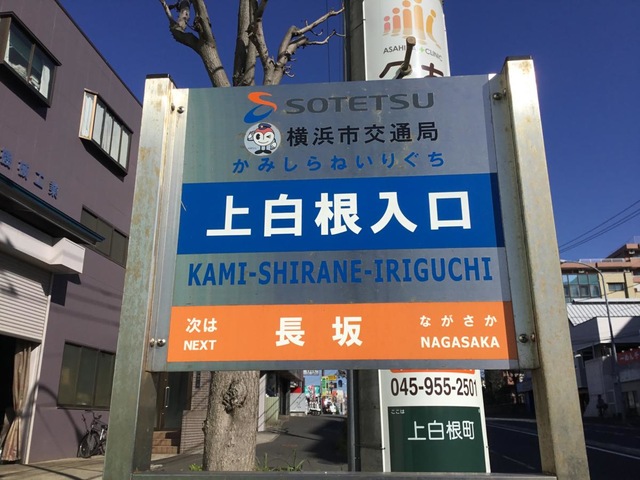 ASAHI CLINIC
SOTETSU
横浜市交通局
かみしらねいりぐち
上白根入口
KAMI-SHIRANE-IRIGUCHI
次は 長坂 ながさか
NEXT NAGASAKA
045-955-2501
ここは
上白根町